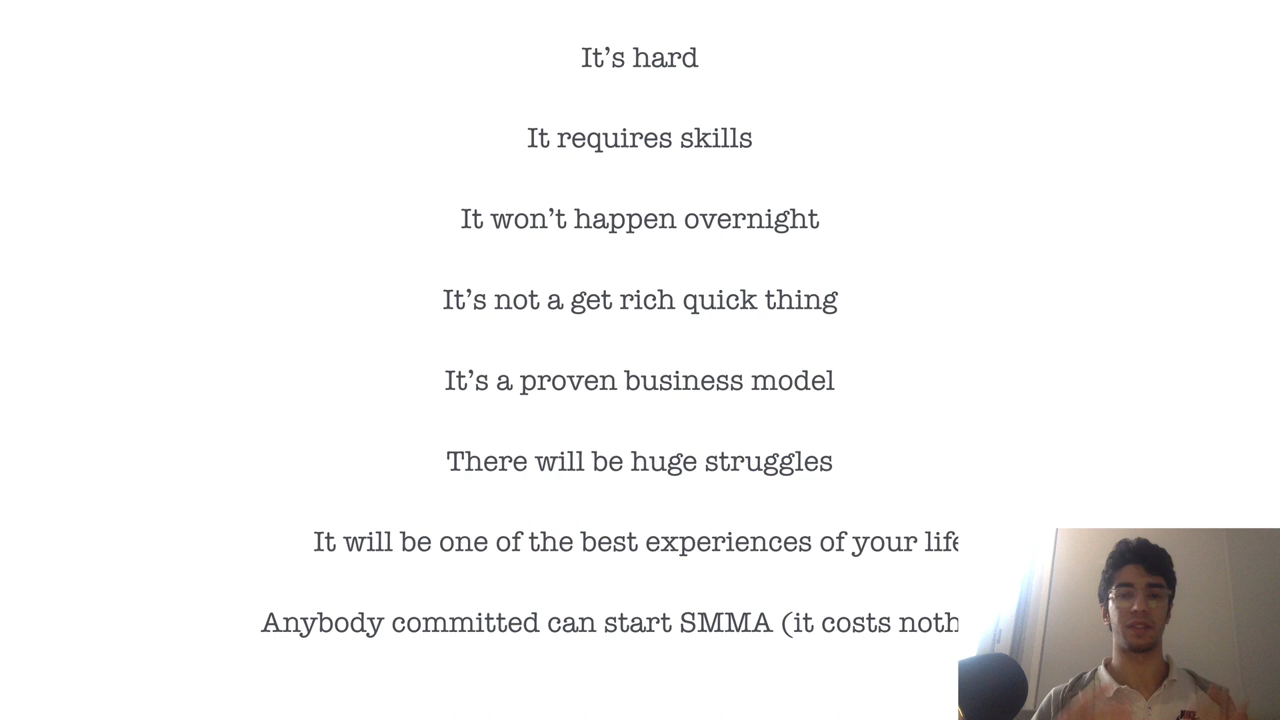 It's hard
It requires skills
It won't happen overnight
It's not a get rich quick thing
It's a proven business model
There will be huge struggles
It will be one of the best experiences of your life
Anybody committed can start SMMA (it costs noth